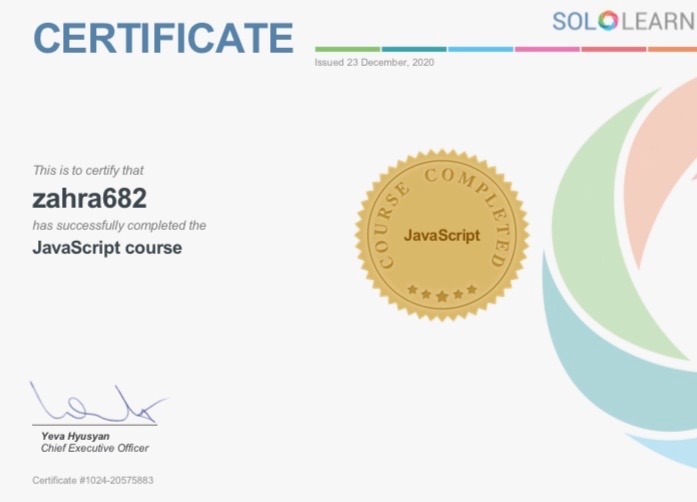 CERTIFICATE
SOLOLEARN
Issued 23 December, 2020
This is to certify that
zahra682
has successfully completed the
JavaScript course
COURSE COMPLETED
JavaScript
Yeva Hyusyan
Chief Executive Officer
Certificate #1024-20575883